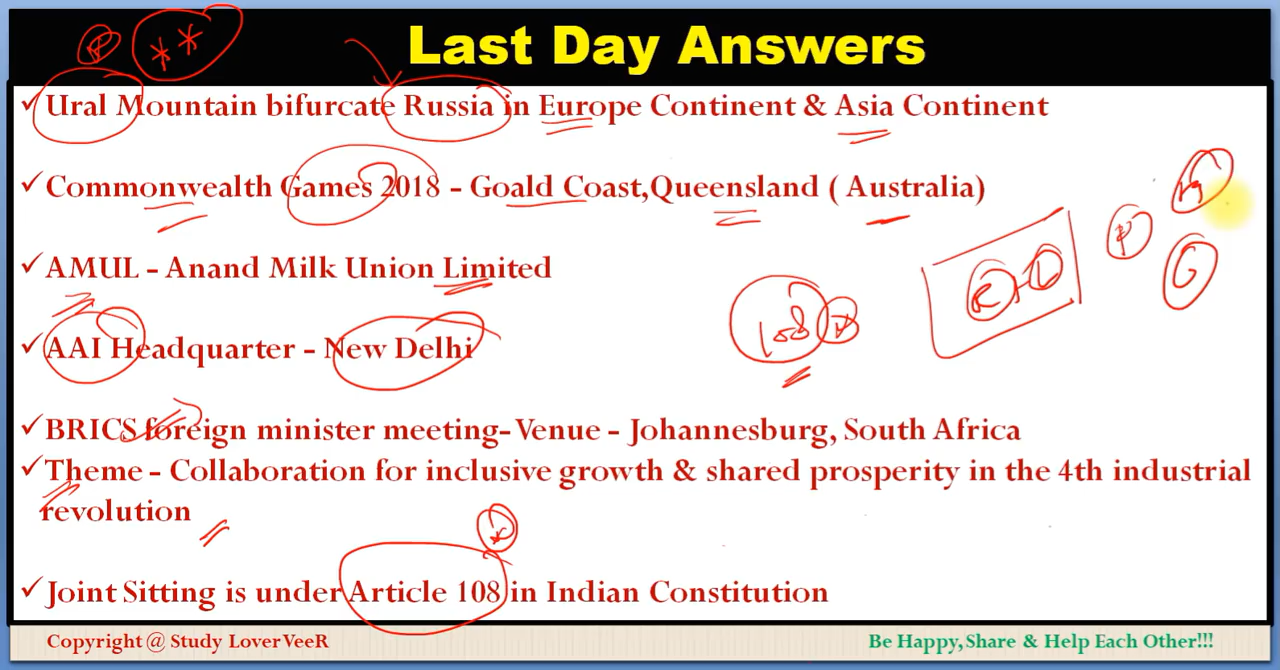 Last Day Answers
✓ Ural Mountain bifurcate Russia in Europe Continent & Asia Continent
✓ Commonwealth Games 2018 - Goald Coast,Queensland ( Australia)
✓ AMUL - Anand Milk Union Limited
✓ AAI Headquarter - New Delhi
108
✓ BRICS foreign minister meeting- Venue - Johannesburg, South Africa
✓ Theme - Collaboration for inclusive growth & shared prosperity in the 4th industrial
revolution
✓ Joint Sitting is under Article 108 in Indian Constitution
Copyright @ Study LoverVeeR
Be Happy,Share & Help Each Other!!!